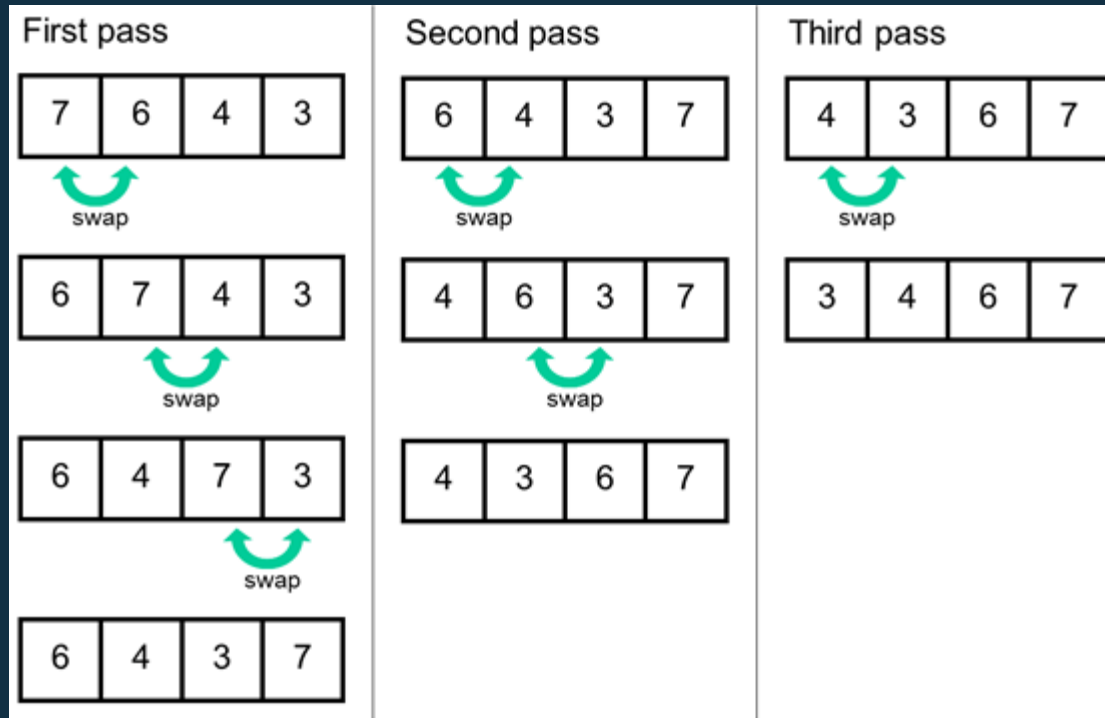 First pass
7 6 4 3
swap
6 7 4 3
swap
6 4 7 3
swap
6 4 3 7
Second pass
6 4 3 7
swap
4 6 3 7
swap
4 3 6 7
Third pass
4 3 6 7
swap
3 4 6 7